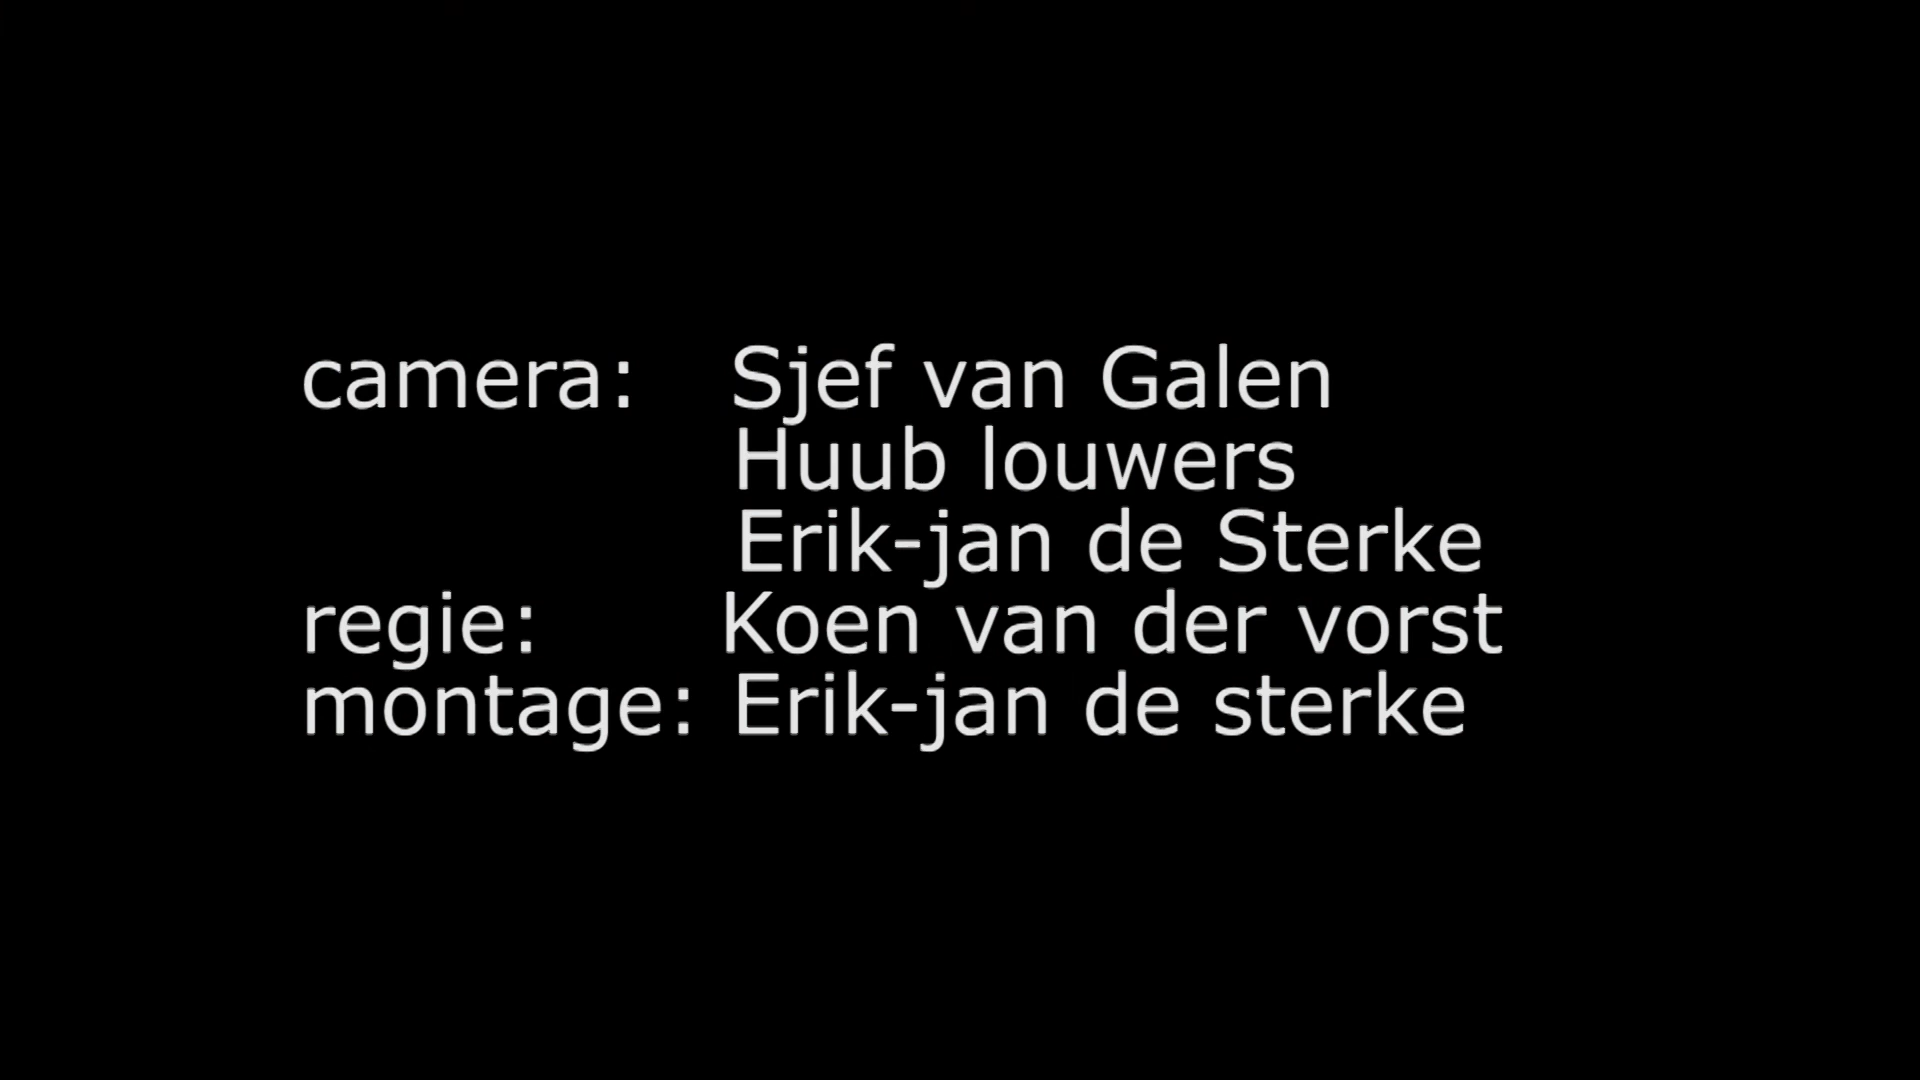 camera: Sjef van Galen
Huub louwers
Erik-jan de Sterke
regie: Koen van der vorst
montage: Erik-jan de sterke